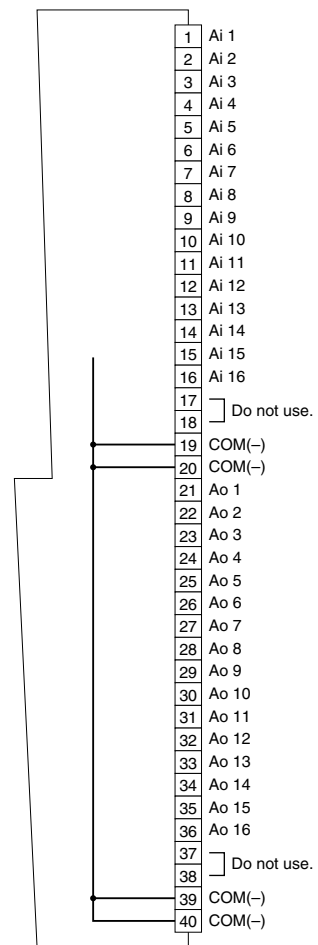 1 Ai 1
2 Ai 2
3 Ai 3
4 Ai 4
5 Ai 5
6 Ai 6
7 Ai 7
8 Ai 8
9 Ai 9
10 Ai 10
11 Ai 11
12 Ai 12
13 Ai 13
14 Ai 14
15 Ai 15
16 Ai 16
17
Do not use.
18
19 COM(–)
20 COM(–)
21 Ao 1
22 Ao 2
23 Ao 3
24 Ao 4
25 Ao 5
26 Ao 6
27 Ao 7
28 Ao 8
29 Ao 9
30 Ao 10
31 Ao 11
32 Ao 12
33 Ao 13
34 Ao 14
35 Ao 15
36 Ao 16
37
Do not use.
38
39 COM(–)
40 COM(–)